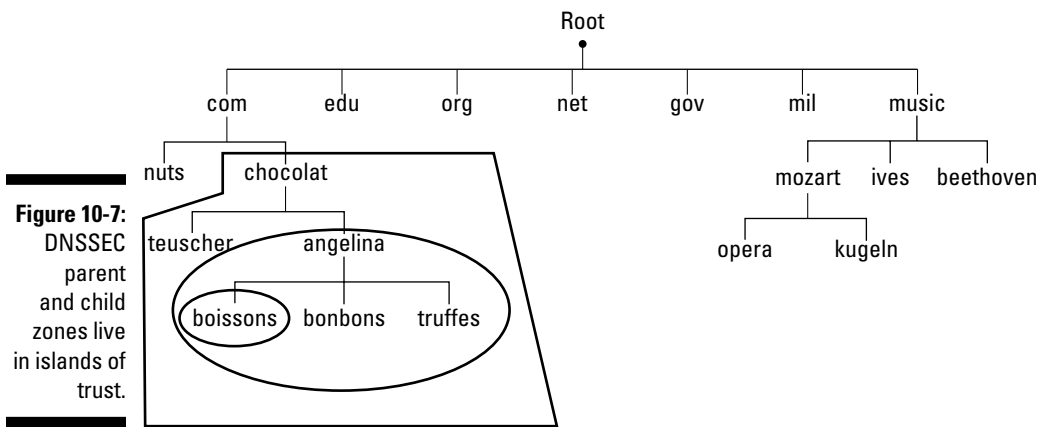 Root
com edu org net gov mil music
nuts chocolat mozart ives beethoven
teuscher angelina opera kugeln
boissons bonbons truffes
Figure 10-7:
DNSSEC
parent
and child
zones live
in islands of
trust.